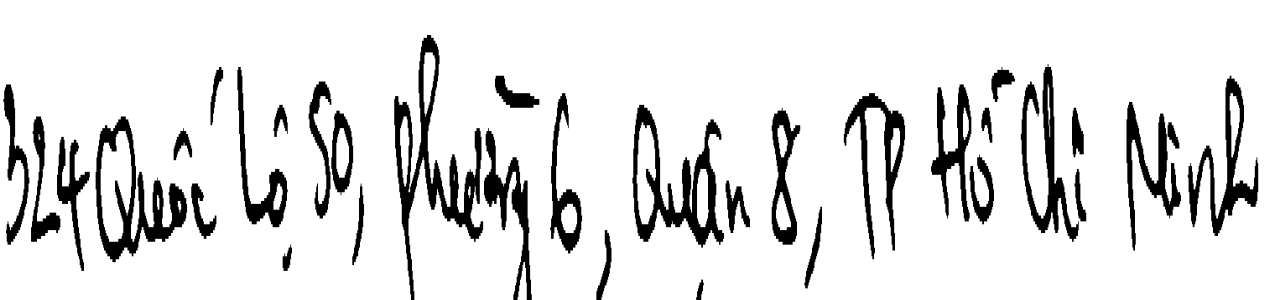 324 Quốc Lộ 50, phường 6, Quận 8, TP Hồ Chí Minh